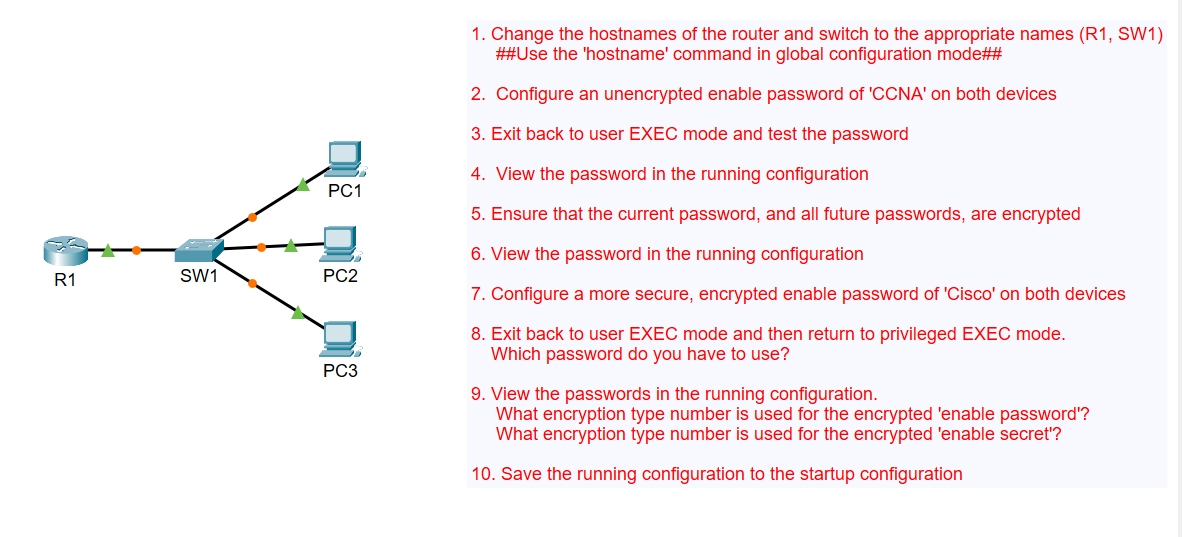 1. Change the hostnames of the router and switch to the appropriate names (R1, SW1)
##Use the 'hostname' command in global configuration mode##
2.  Configure an unencrypted enable password of 'CCNA' on both devices
3. Exit back to user EXEC mode and test the password
4.  View the password in the running configuration
5. Ensure that the current password, and all future passwords, are encrypted
6. View the password in the running configuration
7. Configure a more secure, encrypted enable password of 'Cisco' on both devices
8. Exit back to user EXEC mode and then return to privileged EXEC mode.
Which password do you have to use?
9. View the passwords in the running configuration.
What encryption type number is used for the encrypted 'enable password'?
What encryption type number is used for the encrypted 'enable secret'?
10. Save the running configuration to the startup configuration
PC1
R1
SW1
PC2
PC3